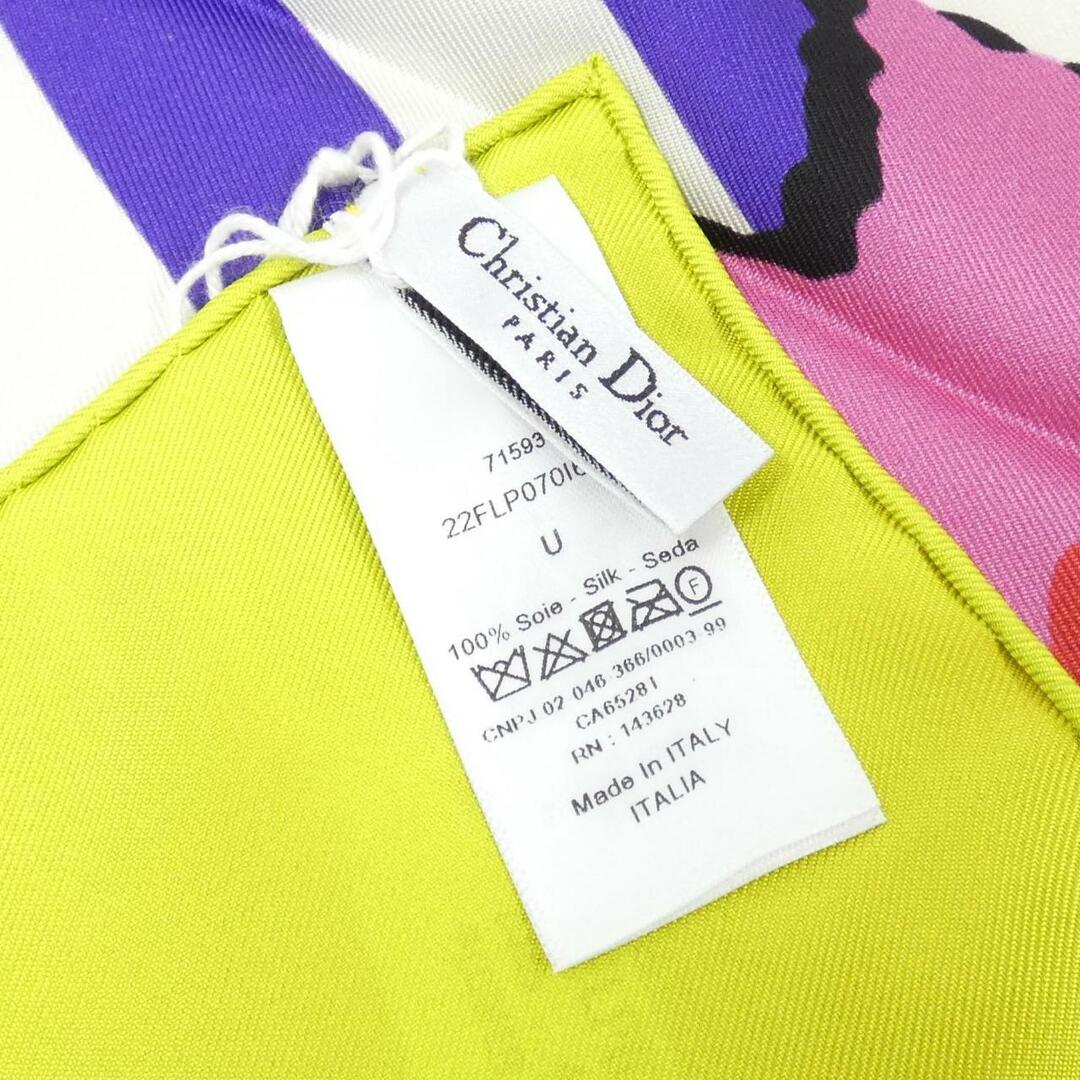 Christian Dior
PARIS
71593
22FLP070I
U
100% Soie - Silk - Seda
F
CNPJ 02 046 366/0003-99
CA65281
RN : 143628
Made In ITALY
ITALIA